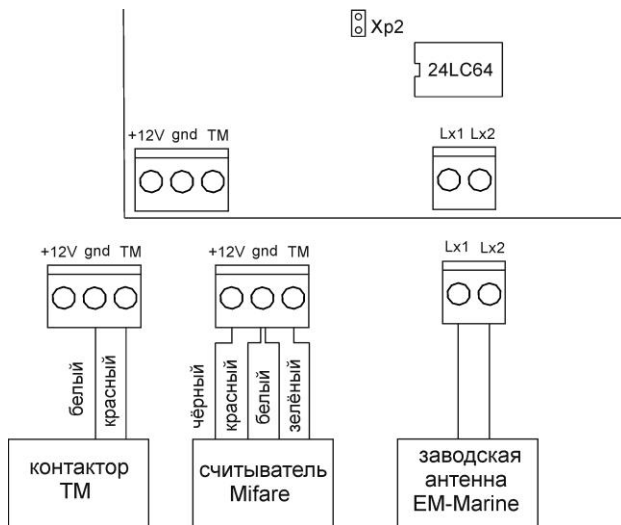 Xp2
24LC64
+12V gnd TM
Lx1 Lx2
+12V gnd TM
+12V gnd TM
Lx1 Lx2
белый
красный
чёрный
красный
белый
зелёный
контактор
ТМ
считыватель
Mifare
заводская
антенна
EM-Marine